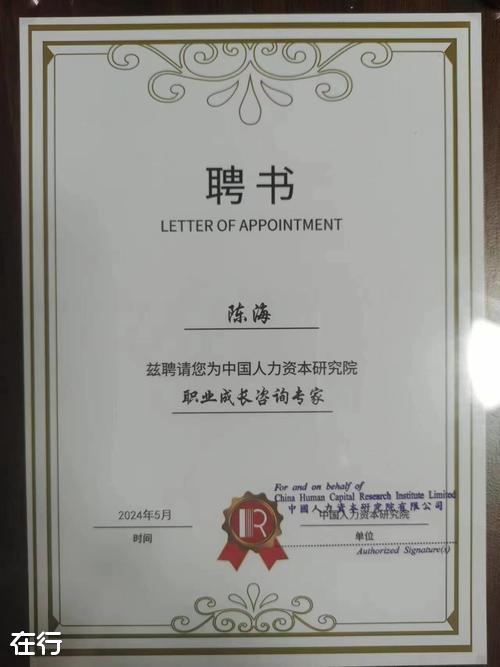 聘书
LETTER OF APPOINTMENT
陈海
兹聘请您为中国人力资本研究院
职业成长咨询专家
For and on behalf of
China Human Capital Research Institute Limited
中國人力資本研究院有限公司
2024年5月
中国人力资本研究院
时间
单位
Authorized Signature(s)
R
在行